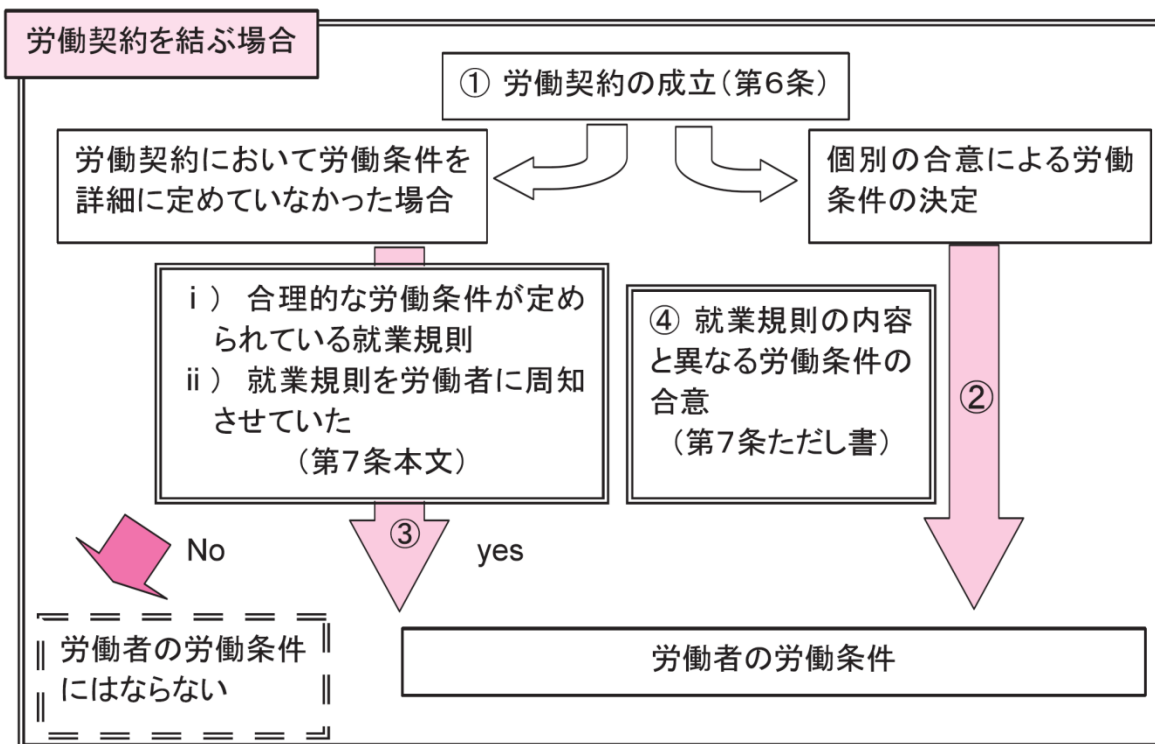 労働契約を結ぶ場合
① 労働契約の成立(第6条)
労働契約において労働条件を
詳細に定めていなかった場合
個別の合意による労働
条件の決定
ⅰ) 合理的な労働条件が定め
られている就業規則
ⅱ) 就業規則を労働者に周知
させていた
(第7条本文)
④ 就業規則の内容
と異なる労働条件の
合意
(第7条ただし書)
②
③
No
yes
労働者の労働条件
にはならない
労働者の労働条件